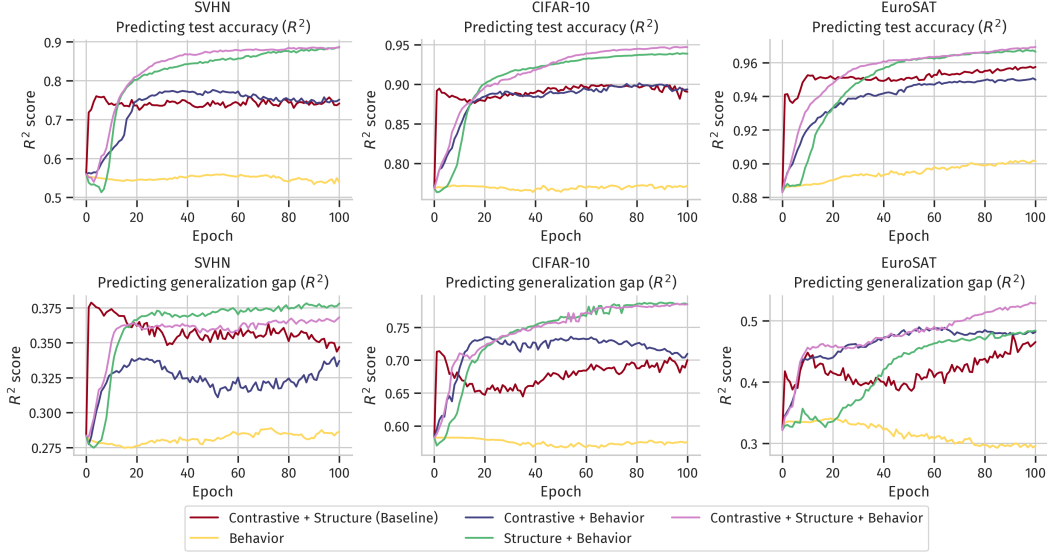 SVHN
Predicting test accuracy (R²)
R² score
0.9
0.8
0.7
0.6
0.5
0 20 40 60 80 100
Epoch
CIFAR-10
Predicting test accuracy (R²)
R² score
0.95
0.90
0.85
0.80
0 20 40 60 80 100
Epoch
EuroSAT
Predicting test accuracy (R²)
R² score
0.96
0.94
0.92
0.90
0.88
0 20 40 60 80 100
Epoch
SVHN
Predicting generalization gap (R²)
R² score
0.375
0.350
0.325
0.300
0.275
0 20 40 60 80 100
Epoch
CIFAR-10
Predicting generalization gap (R²)
R² score
0.75
0.70
0.65
0.60
0 20 40 60 80 100
Epoch
EuroSAT
Predicting generalization gap (R²)
R² score
0.5
0.4
0.3
0 20 40 60 80 100
Epoch
Contrastive + Structure (Baseline)
Behavior
Contrastive + Behavior
Structure + Behavior
Contrastive + Structure + Behavior